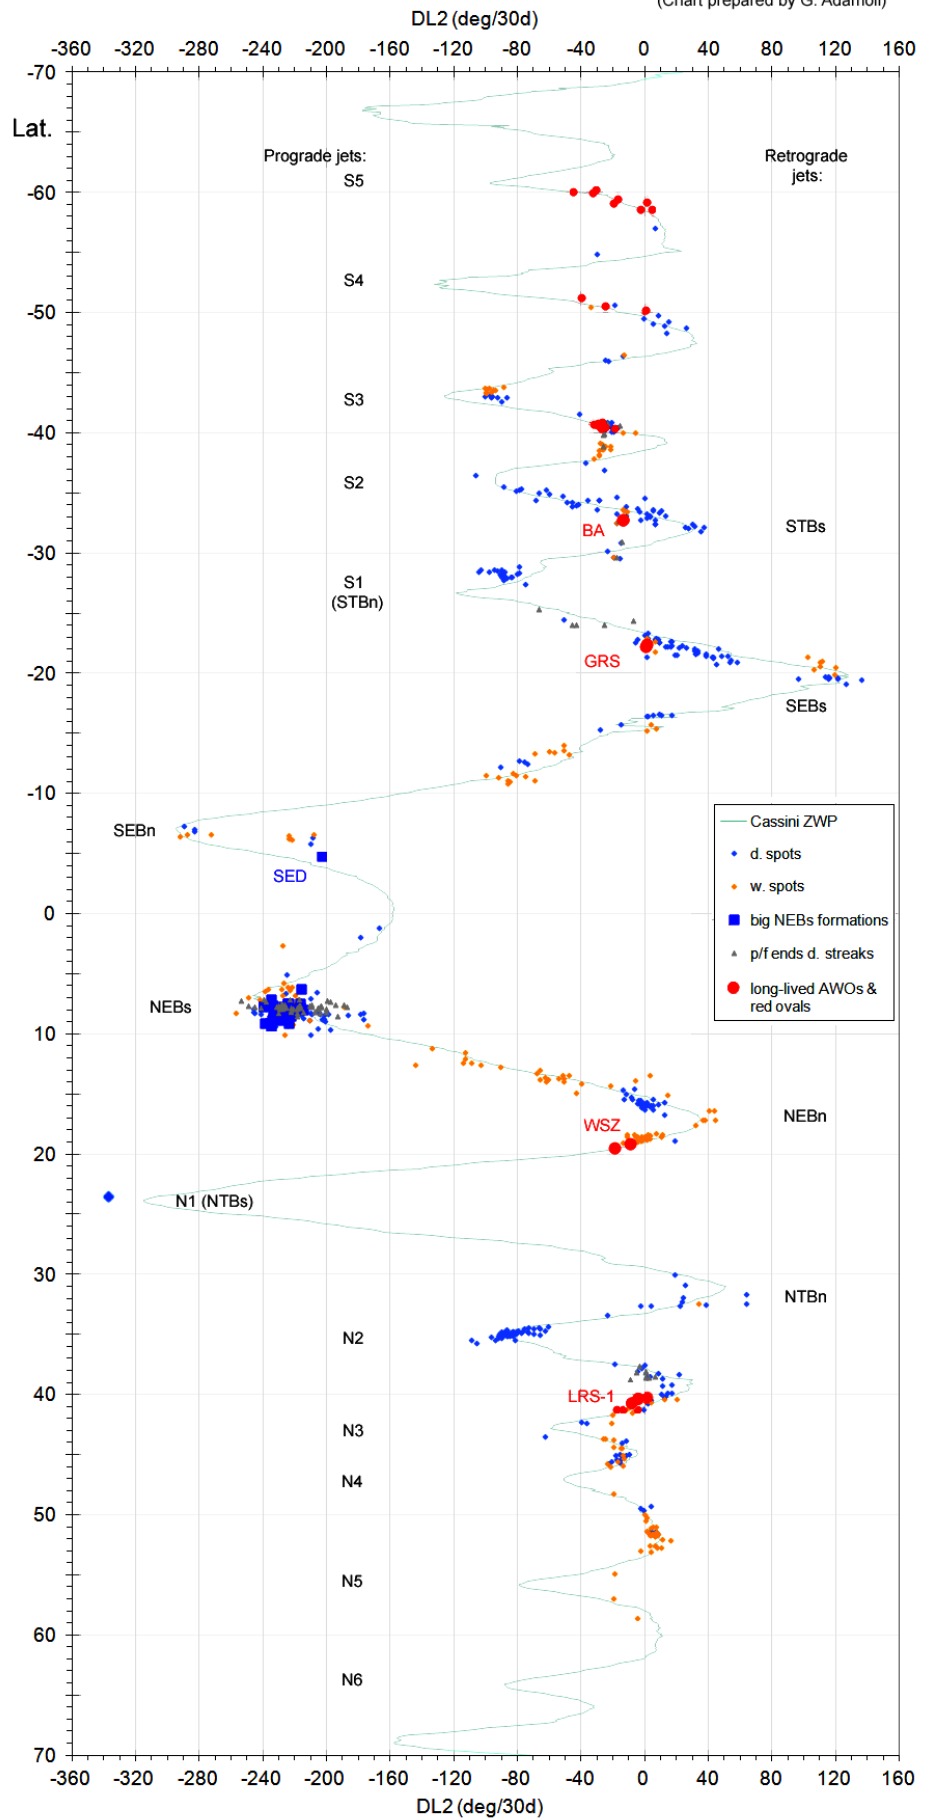 (Chart prepared by G. Adamoli)
DL2 (deg/30d)
-360 -320 -280 -240 -200 -160 -120 -80 -40 0 40 80 120 160
-70
Lat.
Prograde jets:
Retrograde
jets:
S5
-60
S4
-50
S3
-40
S2
BA
STBs
-30
S1
(STBn)
GRS
-20
SEBs
-10
SEBn
SED
Cassini ZWP
d. spots
w. spots
big NEBs formations
p/f ends d. streaks
long-lived AWOs &
red ovals
0
NEBs
10
WSZ
NEBn
20
N1 (NTBs)
30
NTBn
N2
LRS-1
40
N3
N4
50
N5
60
N6
70
-360 -320 -280 -240 -200 -160 -120 -80 -40 0 40 80 120 160
DL2 (deg/30d)